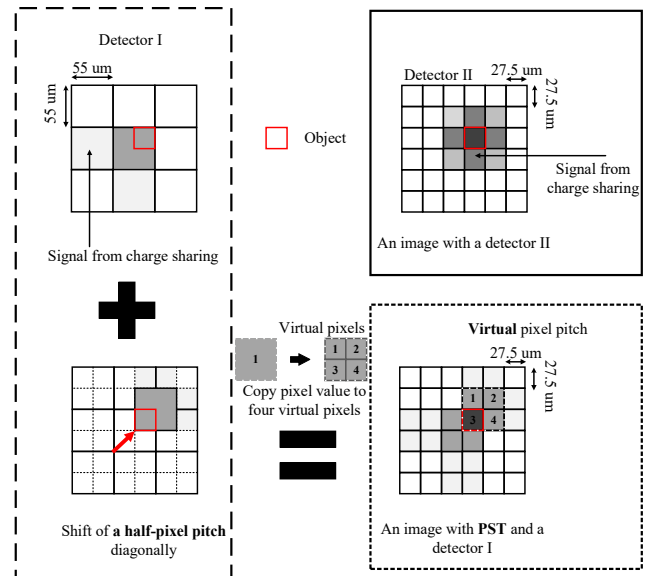 Detector I
55 um
55 um
Signal from charge sharing
Object
Detector II
27.5 um
27.5 um
Signal from
charge sharing
An image with a detector II
Shift of a half-pixel pitch
diagonally
Virtual pixels
1
1 2
3 4
Copy pixel value to
four virtual pixels
Virtual pixel pitch
27.5 um
27.5 um
1 2
3 4
An image with PST and a
detector I